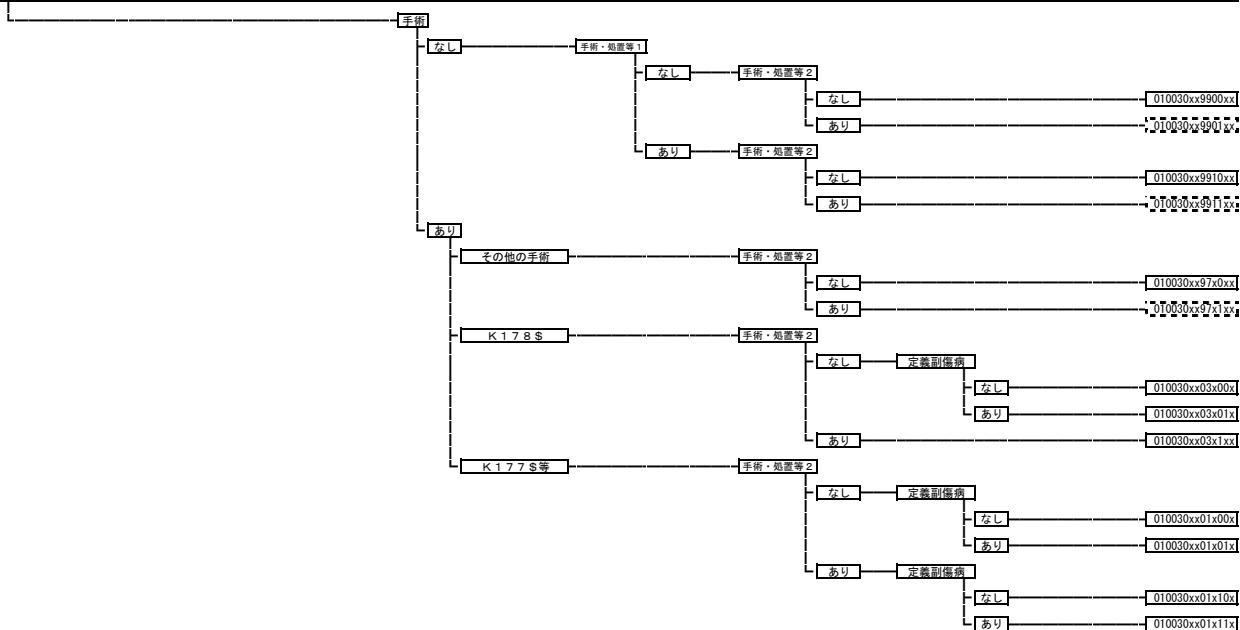 手術
なし 手術・処置等1
なし 手術・処置等2
なし 010030xx9900xx
あり 010030xx9901xx
あり 手術・処置等2
なし 010030xx9910xx
あり 010030xx9911xx
あり
その他の手術 手術・処置等2
なし 010030xx97x0xx
あり 010030xx97x1xx
K178$ 手術・処置等2
なし 定義副傷病
なし 010030xx03x00x
あり 010030xx03x01x
あり 010030xx03x1xx
K177$等 手術・処置等2
なし 定義副傷病
なし 010030xx01x00x
あり 010030xx01x01x
あり 定義副傷病
なし 010030xx01x10x
あり 010030xx01x11x